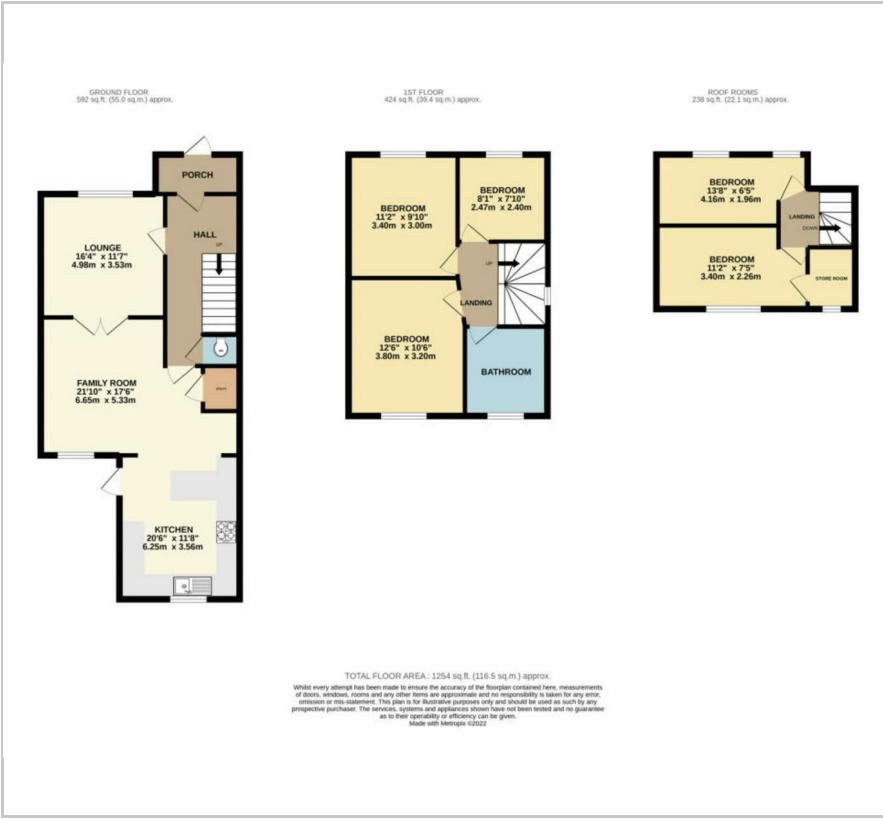 GROUND FLOOR
592 sq.ft. (55.0 sq.m.) approx.
PORCH
HALL
UP
LOUNGE
16'4" x 11'7"
4.98m x 3.53m
FAMILY ROOM
21'10" x 17'6"
6.65m x 5.33m
KITCHEN
20'6" x 11'8"
6.25m x 3.56m
1ST FLOOR
424 sq.ft. (39.4 sq.m.) approx.
BEDROOM
11'2" x 9'10"
3.40m x 3.00m
BEDROOM
8'1" x 7'10"
2.47m x 2.40m
UP
LANDING
BEDROOM
12'6" x 10'6"
3.80m x 3.20m
BATHROOM
ROOF ROOMS
238 sq.ft. (22.1 sq.m.) approx.
BEDROOM
13'8" x 6'5"
4.16m x 1.96m
LANDING
DOWN
BEDROOM
11'2" x 7'5"
3.40m x 2.26m
STORE ROOM
TOTAL FLOOR AREA : 1254 sq.ft. (116.5 sq.m.) approx.
Whilst every attempt has been made to ensure the accuracy of the floorplan contained here, measurements
of doors, windows, rooms and any other items are approximate and no responsibility is taken for any error,
omission or mis-statement. This plan is for illustrative purposes only and should be used as such by any
prospective purchaser. The services, systems and appliances shown have not been tested and no guarantee
as to their operability or efficiency can be given.
Made with Metropix ©2022